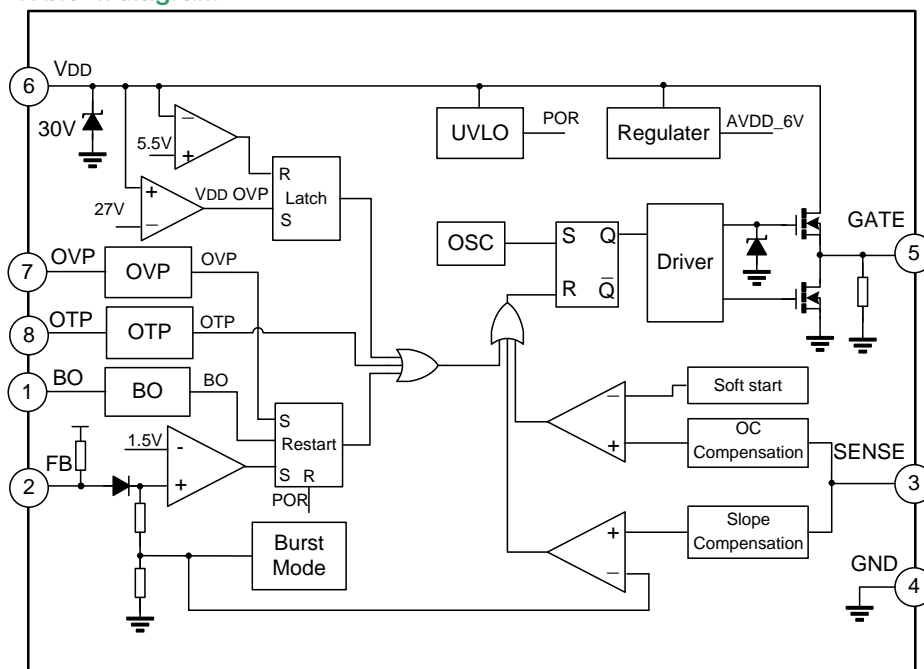 6
VDD
30V
5.5V
−
+
R
Latch
S
+
27V
−
VDD OVP
UVLO
POR
Regulater
AVDD_6V
7
OVP
OVP
OVP
8
OTP
OTP
OTP
1
BO
BO
BO
OSC
S
Q
R
Q̅
Driver
GATE
5
S
Restart
S R
POR
1.5V
-
+
2
FB
Burst
Mode
−
+
Soft start
OC
Compensation
SENSE
3
+
−
Slope
Compensation
GND
4